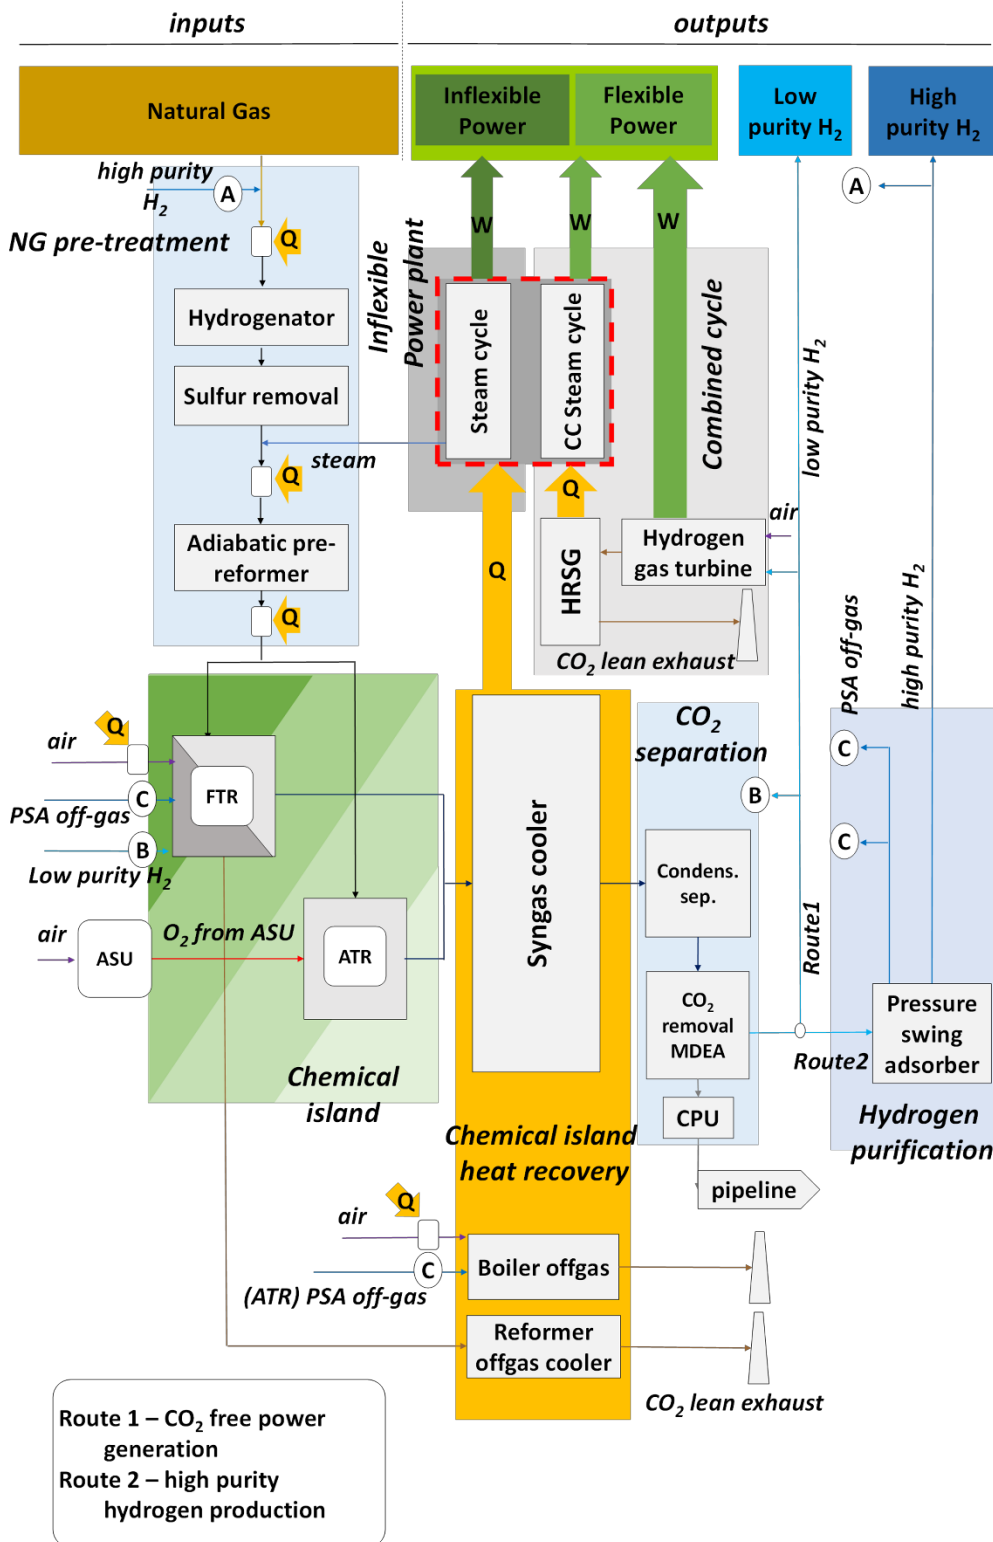 inputs
outputs
Natural Gas
Inflexible
Power
Flexible
Power
Low
purity H2
High
purity H2
high purity
H2
A
A
NG pre-treatment
Q
W
W
W
Inflexible
Power plant
Hydrogenator
Steam cycle
CC Steam cycle
Combined cycle
low purity H2
Sulfur removal
steam
Q
Q
Q
air
Adiabatic pre-
reformer
HRSG
Hydrogen
gas turbine
Q
CO2 lean exhaust
PSA off-gas
high purity H2
CO2
separation
Q
air
FTR
C
PSA off-gas
B
Low purity H2
C
B
C
Syngas cooler
Condens.
sep.
Route1
air
ASU
O2 from ASU
ATR
CO2
removal
MDEA
Route2
Pressure
swing
adsorber
Chemical
island
CPU
Hydrogen
purification
Chemical island
heat recovery
pipeline
Q
air
C
(ATR) PSA off-gas
Boiler offgas
Reformer
offgas cooler
CO2 lean exhaust
Route 1 – CO2 free power
generation
Route 2 – high purity
hydrogen production